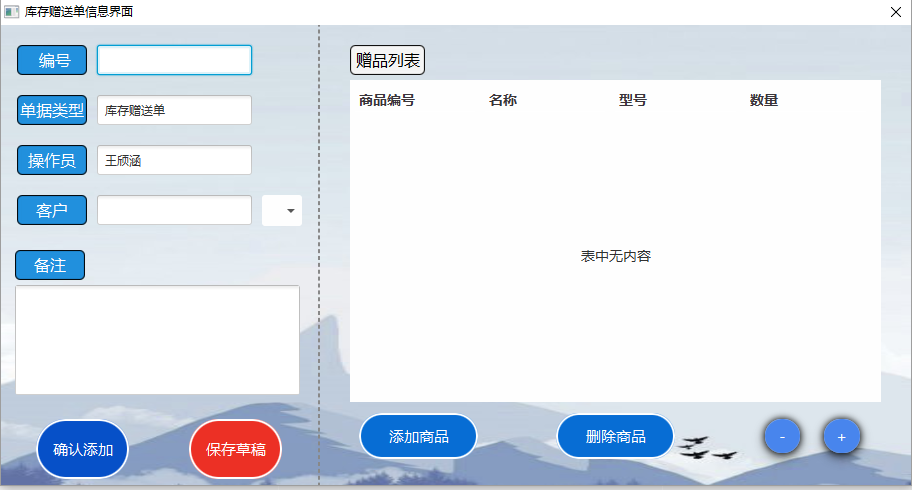 库存赠送单信息界面
编号
单据类型 库存赠送单
操作员 王颀涵
客户
备注
确认添加 保存草稿
赠品列表
商品编号 名称 型号 数量
表中无内容
添加商品 删除商品 - +